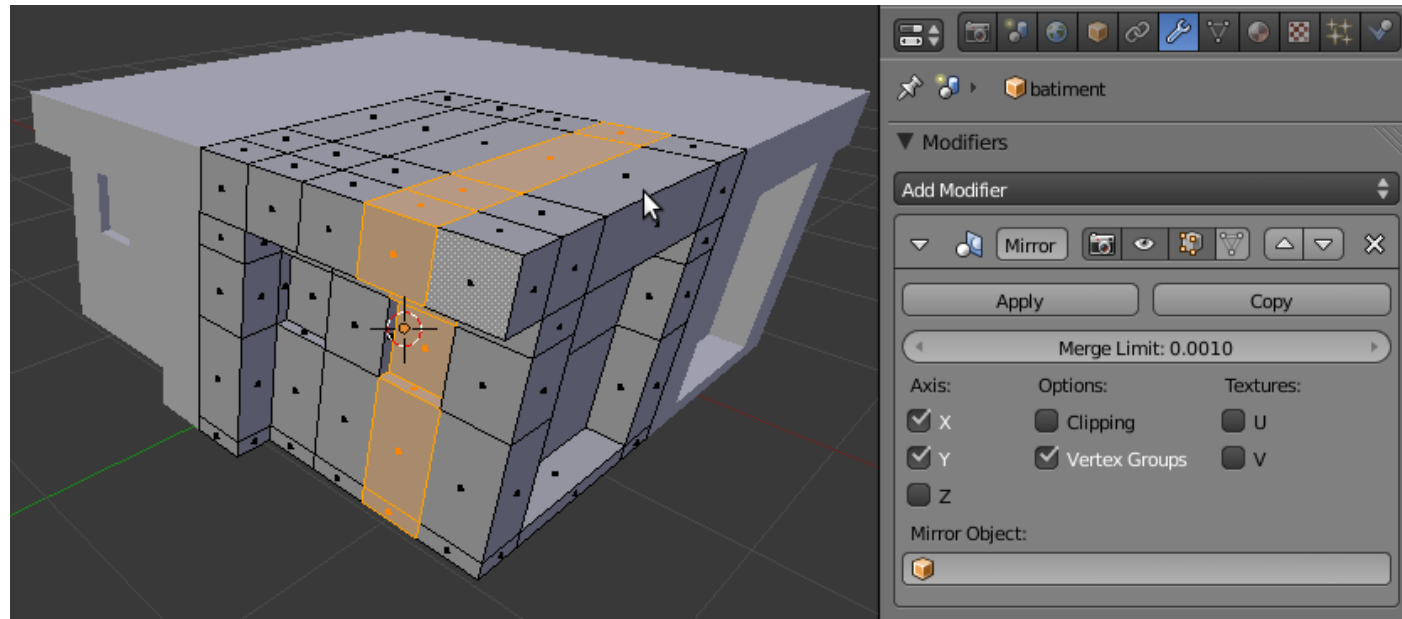 batiment
Modifiers
Add Modifier
Mirror
Apply Copy
Merge Limit: 0.0010
Axis: Options: Textures:
X Clipping U
Y Vertex Groups V
Z
Mirror Object: